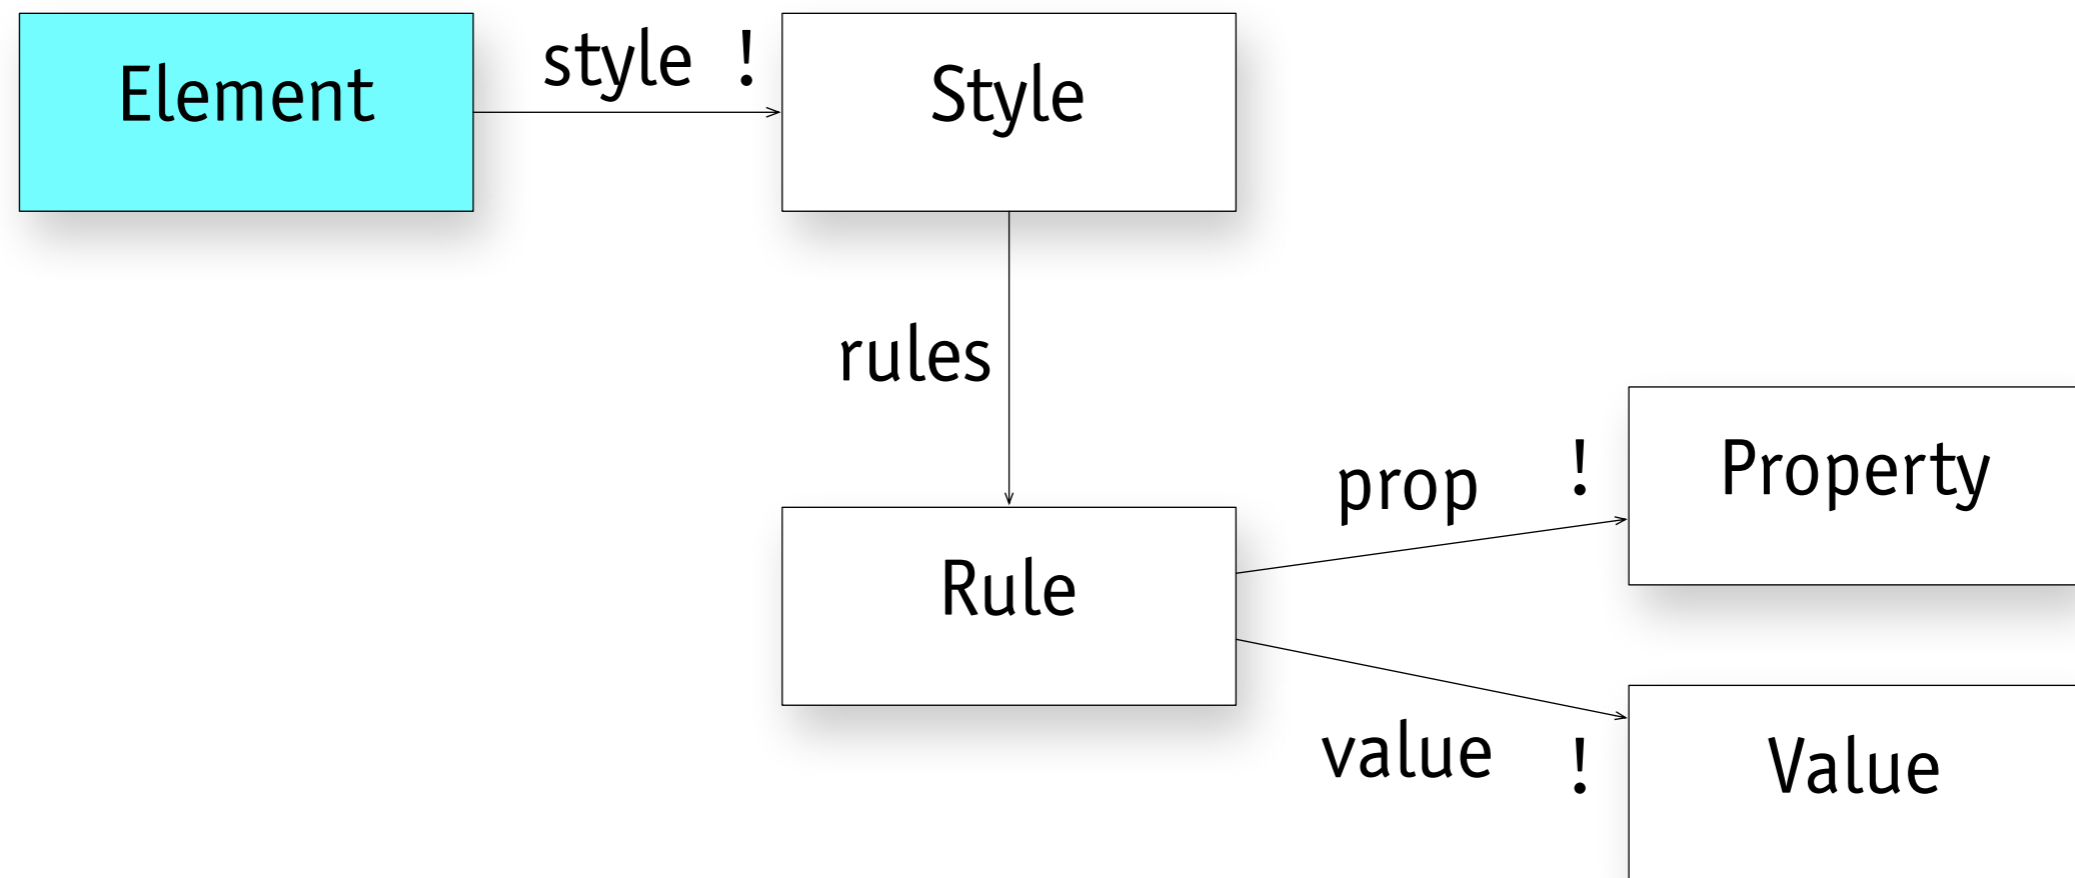 Element
style !
Style
rules
Rule
prop !
Property
value !
Value